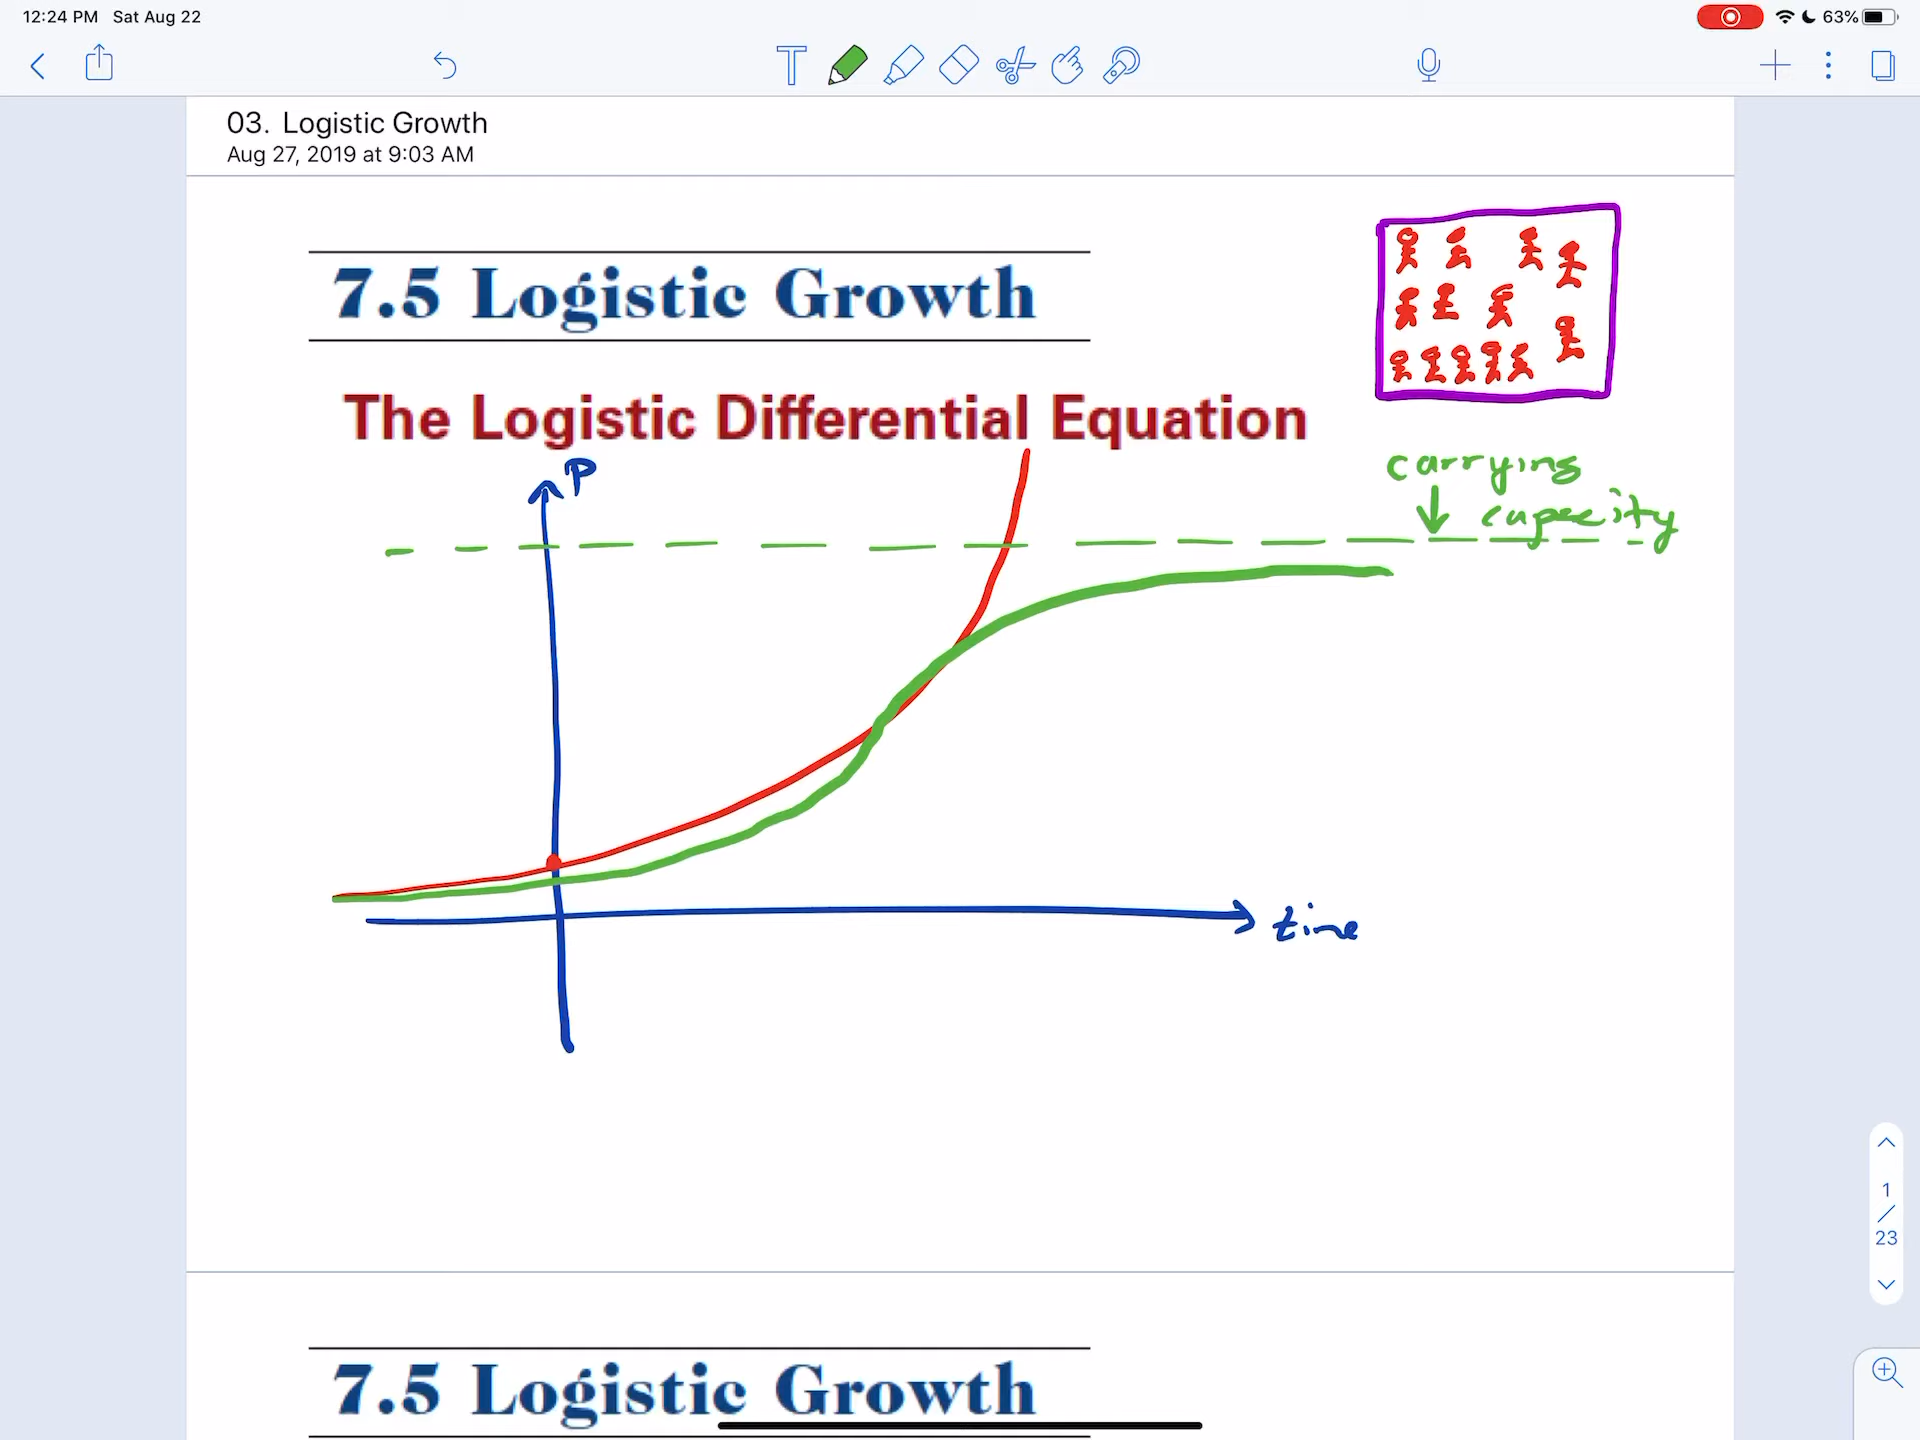 12:24 PM Sat Aug 22
63%
03. Logistic Growth
Aug 27, 2019 at 9:03 AM
7.5 Logistic Growth
The Logistic Differential Equation
P
carrying
capacity
time
1
/
23
7.5 Logistic Growth